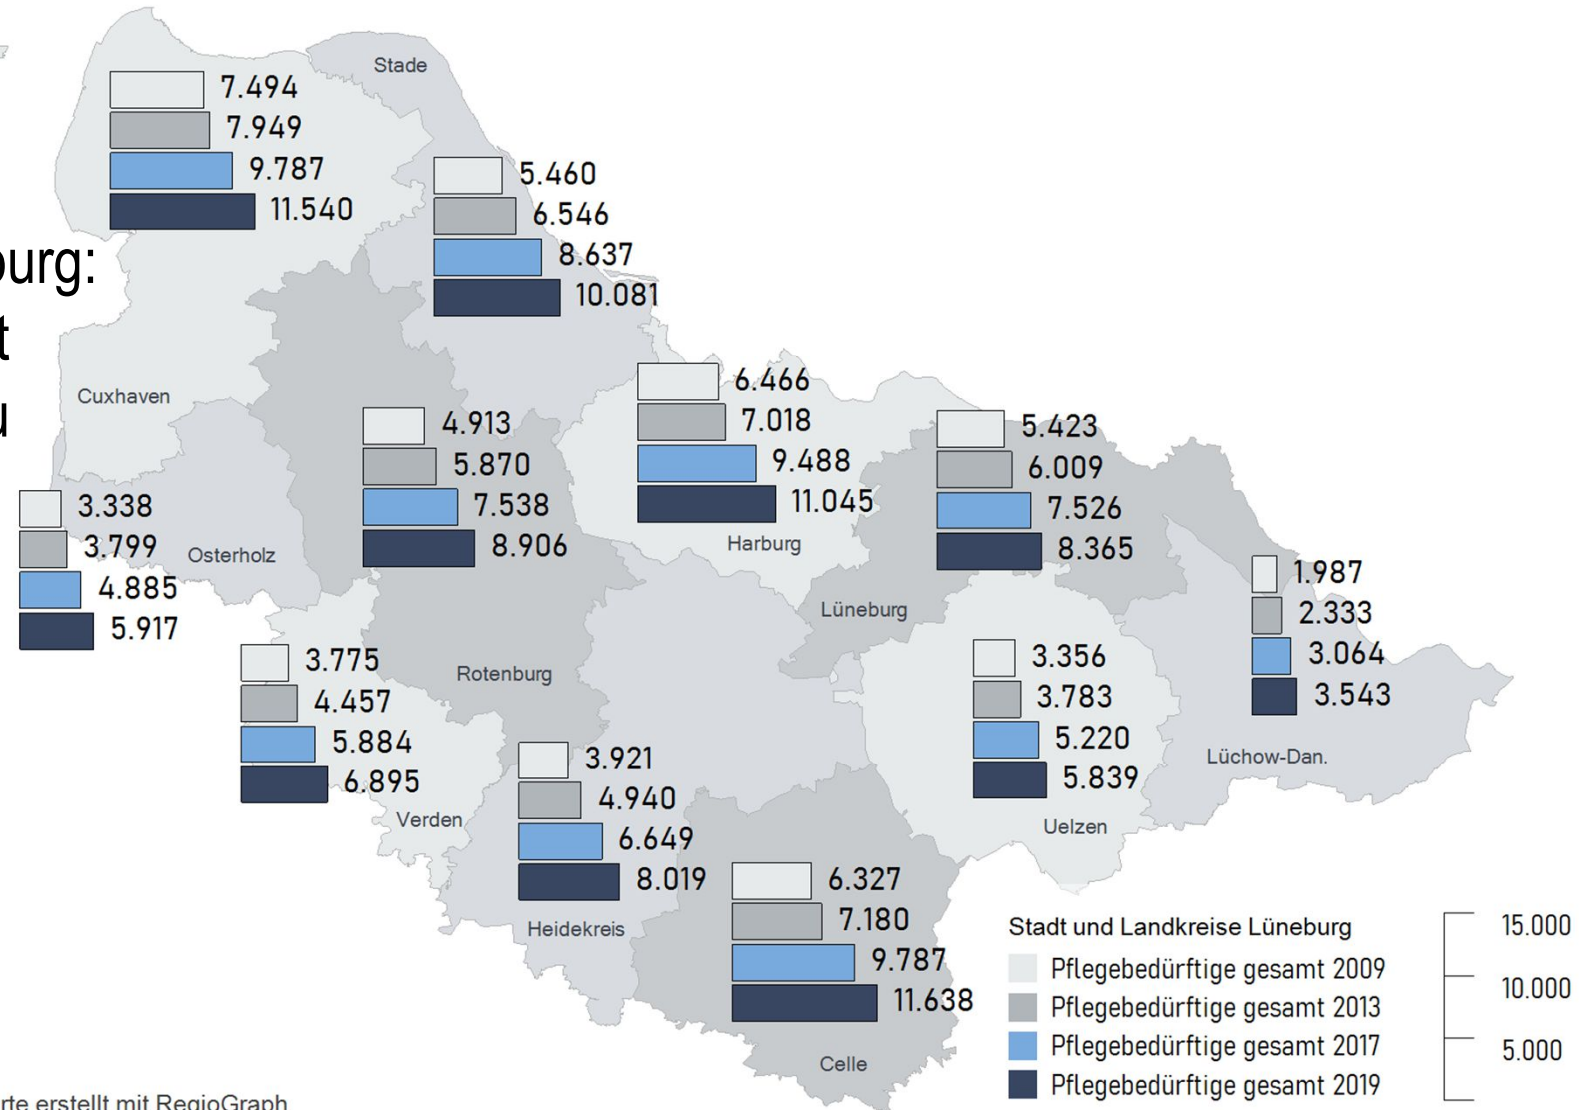 Stade
7.494
7.949
9.787
11.540
5.460
6.546
8.637
10.081
burg:
t
Cuxhaven
6.466
7.018
9.488
11.045
Harburg
4.913
5.870
7.538
8.906
5.423
6.009
7.526
8.365
Lüneburg
3.338
3.799
4.885
5.917
Osterholz
1.987
2.333
3.064
3.543
Lüchow-Dan.
3.775
4.457
5.884
6.895
Verden
Rotenburg
3.356
3.783
5.220
5.839
Uelzen
3.921
4.940
6.649
8.019
Heidekreis
6.327
7.180
9.787
11.638
Celle
Stadt und Landkreise Lüneburg
Pflegebedürftige gesamt 2009
Pflegebedürftige gesamt 2013
Pflegebedürftige gesamt 2017
Pflegebedürftige gesamt 2019
15.000
10.000
5.000
rte erstellt mit RegioGraph